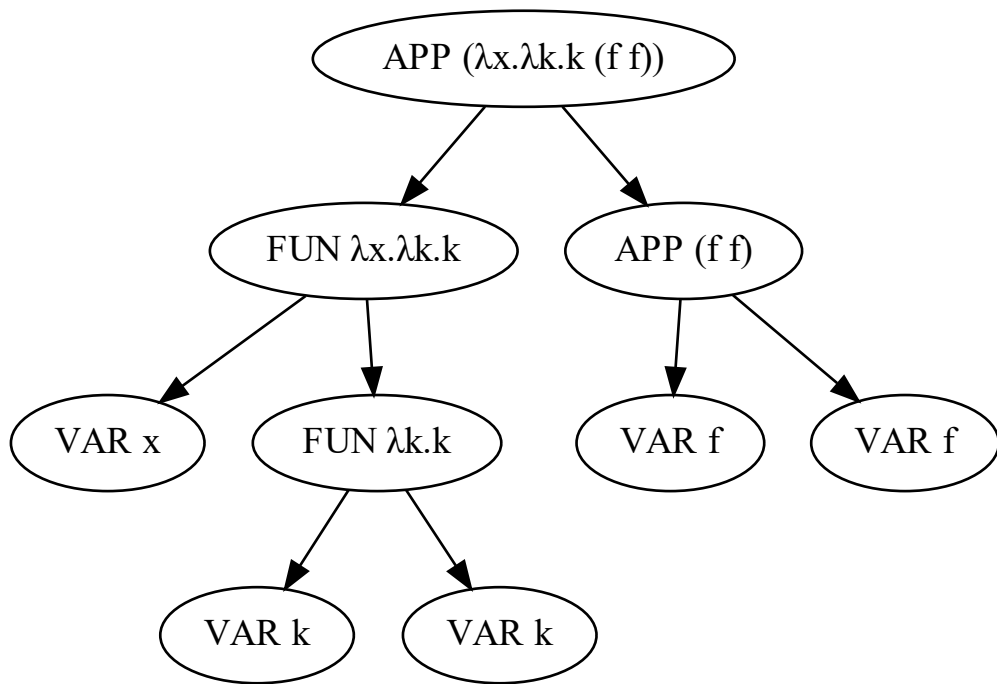 APP (λx.λk.k (f f))
FUN λx.λk.k
APP (f f)
VAR x
FUN λk.k
VAR f
VAR f
VAR k
VAR k